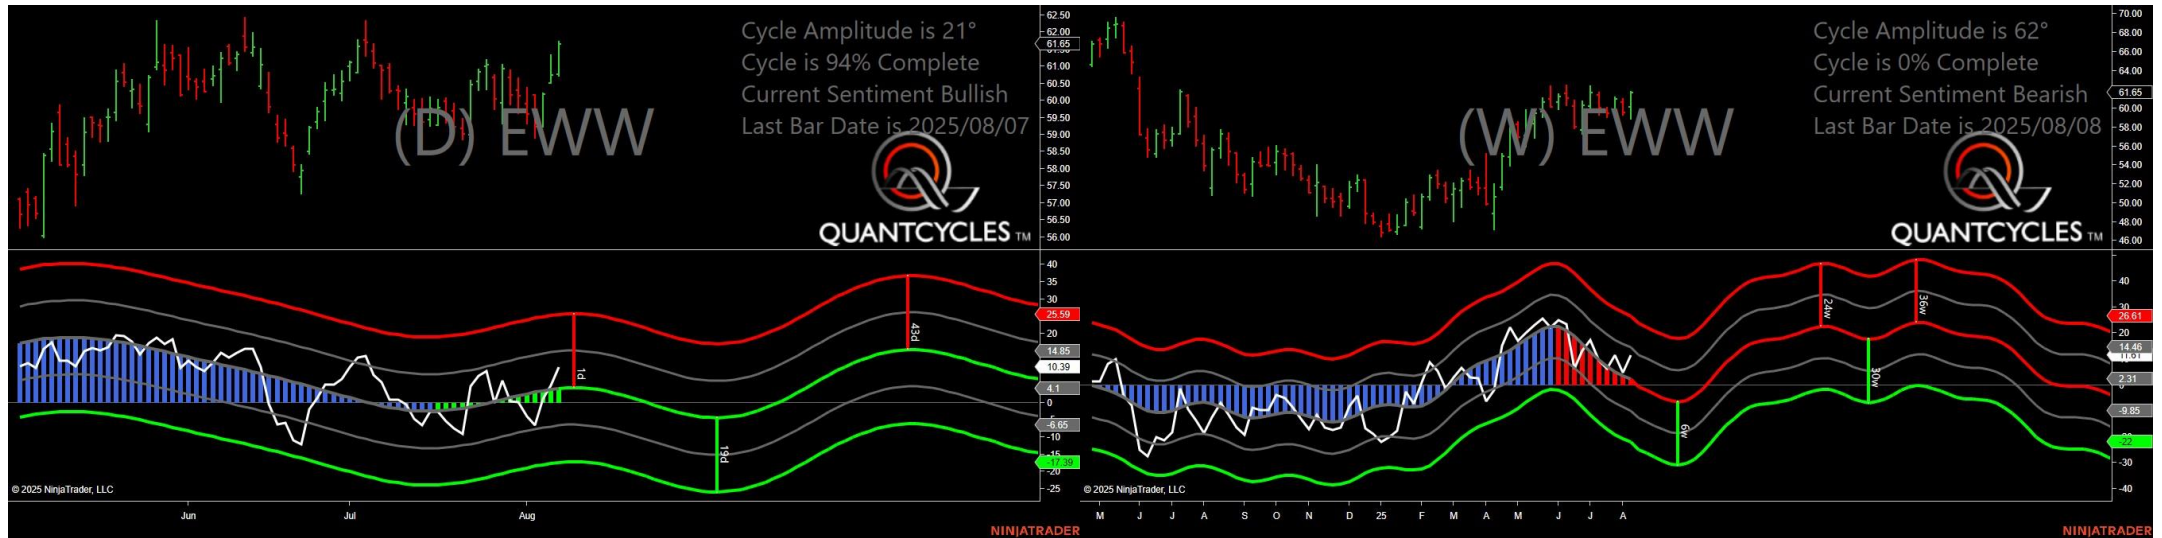 Cycle Amplitude is 21°
Cycle is 94% Complete
Current Sentiment Bullish
Last Bar Date is 2025/08/07
(D) EWW
QUANTCYCLES TM
62.50
62.00
61.65
61.00
60.50
60.00
59.50
59.00
58.50
58.00
57.50
57.00
56.50
56.00
40
35
30
25.59
20
14.85
10.39
4.1
0
-6.65
-10
-15
-17.39
-20
-25
1d
19d
43d
© 2025 NinjaTrader, LLC
Jun
Jul
Aug
NINJATRADER
Cycle Amplitude is 62°
Cycle is 0% Complete
Current Sentiment Bearish
Last Bar Date is 2025/08/08
(W) EWW
QUANTCYCLES TM
70.00
68.00
66.00
64.00
61.65
60.00
58.00
56.00
54.00
52.00
50.00
48.00
46.00
40
30
26.61
20
14.46
11.61
2.31
-9.85
-22
-30
-40
6w
24w
30w
36w
© 2025 NinjaTrader, LLC
M J J A S O N D 25 F M A M J J A
NINJATRADER